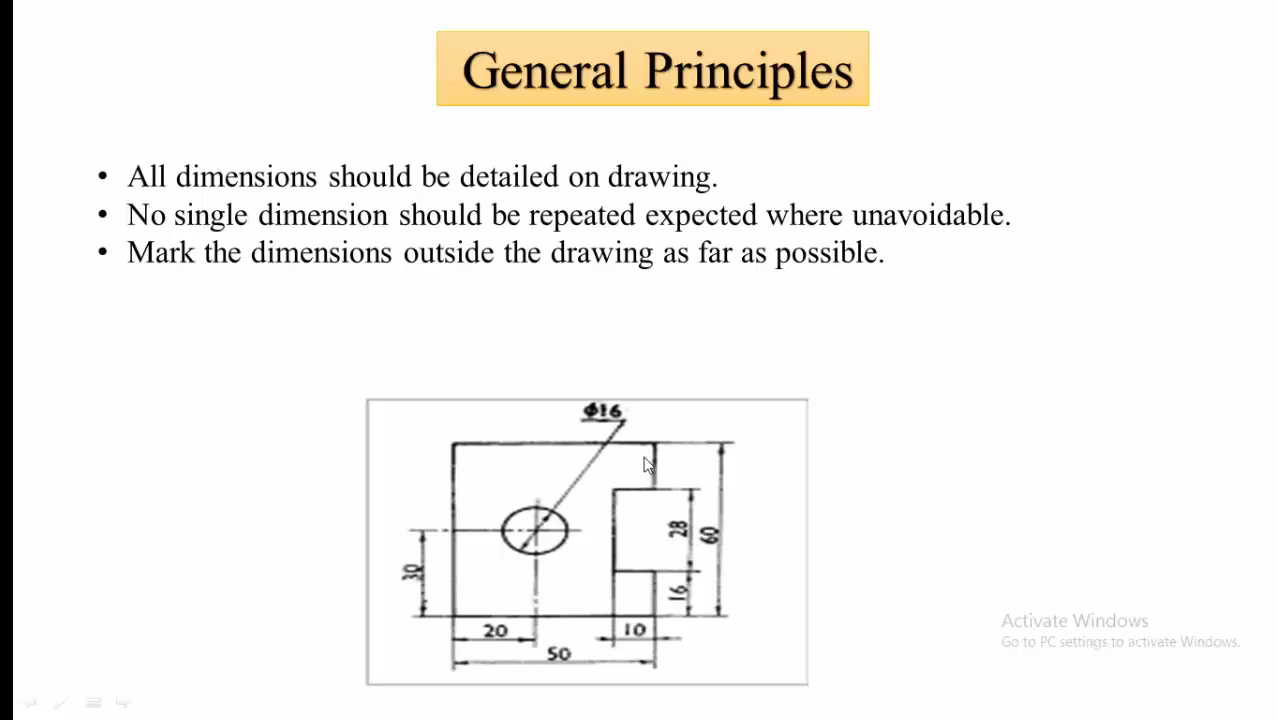 General Principles
• All dimensions should be detailed on drawing.
• No single dimension should be repeated expected where unavoidable.
• Mark the dimensions outside the drawing as far as possible.
Φ16
28
60
30
16
20
10
50
Activate Windows
Go to PC settings to activate Windows.